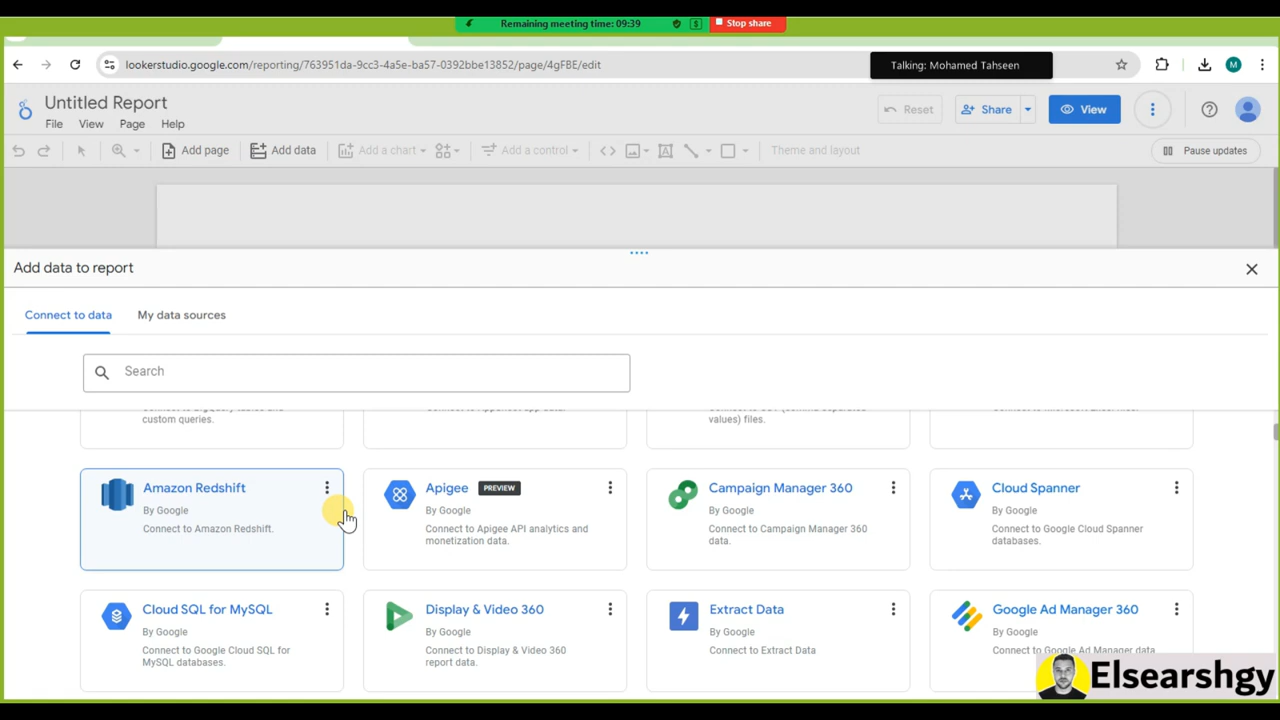 Remaining meeting time: 09:39
Stop share
lookerstudio.google.com/reporting/763951da-9cc3-4a5e-ba57-0392bbe13852/page/4gFBE/edit
Talking: Mohamed Tahseen
M
Untitled Report
File View Page Help
Reset
Share
View
Add page
Add data
Add a chart
Add a control
Theme and layout
Pause updates
Add data to report
Connect to data
My data sources
Search
custom queries.
values) files.
Amazon Redshift
By Google
Connect to Amazon Redshift.
Apigee PREVIEW
By Google
Connect to Apigee API analytics and
monetization data.
Campaign Manager 360
By Google
Connect to Campaign Manager 360
data.
Cloud Spanner
By Google
Connect to Google Cloud Spanner
databases.
Cloud SQL for MySQL
By Google
Connect to Google Cloud SQL for
MySQL databases.
Display & Video 360
By Google
Connect to Display & Video 360
report data.
Extract Data
By Google
Connect to Extract Data
Google Ad Manager 360
By Google
Connect to Google Ad Manager data
Elsearshgy